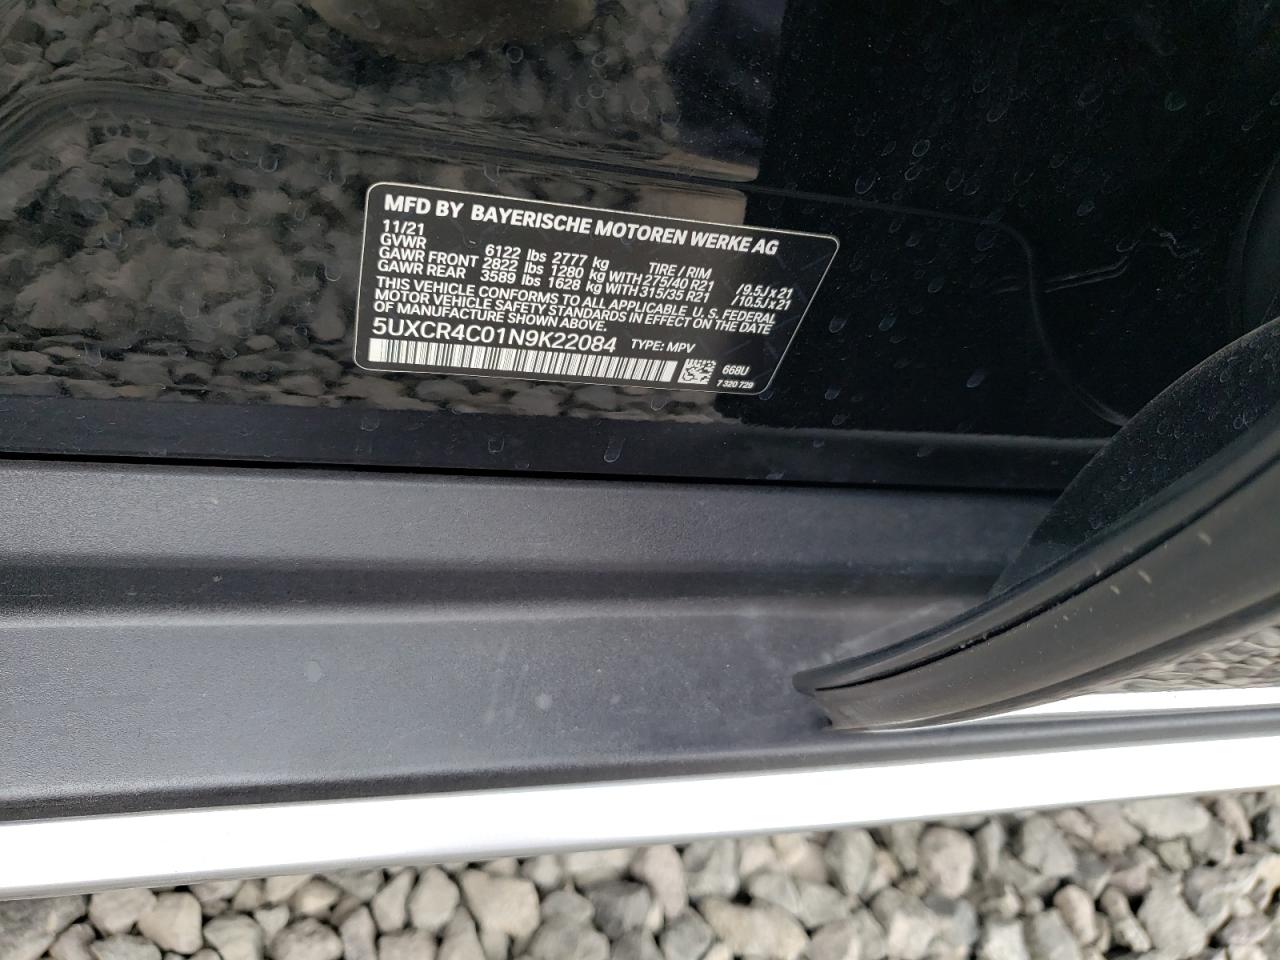 MFD BY BAYERISCHE MOTOREN WERKE AG
11/21
GVWR 6122 lbs 2777 kg TIRE / RIM
GAWR FRONT 2822 lbs 1280 kg WITH 275/40 R21 /9.5J x 21
GAWR REAR 3589 lbs 1628 kg WITH 315/35 R21 /10.5J x 21
THIS VEHICLE CONFORMS TO ALL APPLICABLE U.S. FEDERAL
MOTOR VEHICLE SAFETY STANDARDS IN EFFECT ON THE DATE
OF MANUFACTURE SHOWN ABOVE.
5UXCR4C01N9K22084 TYPE: MPV
668U
7 320 729